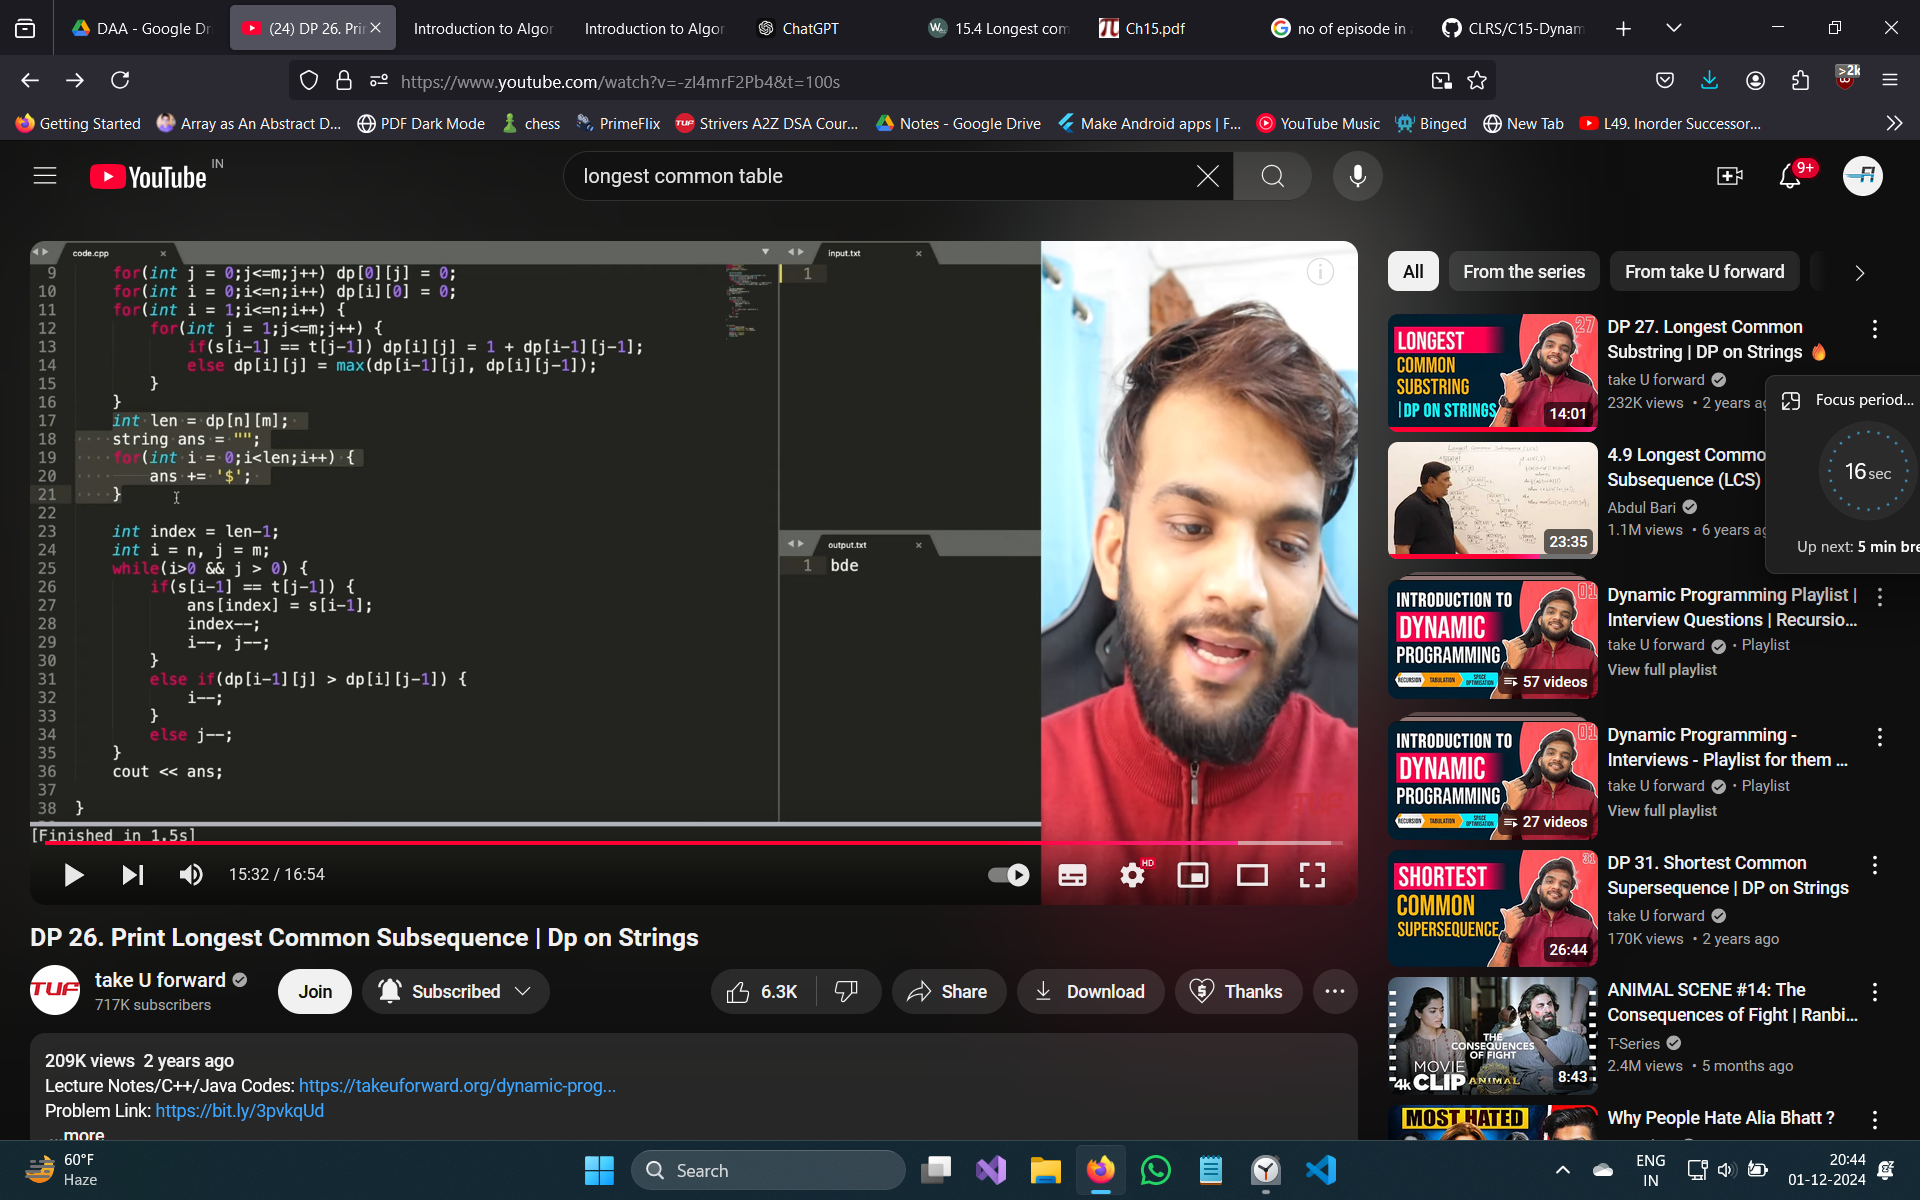 DAA - Google Dr
(24) DP 26. Pri
Introduction to Algor
Introduction to Algor
ChatGPT
15.4 Longest com
Ch15.pdf
no of episode in
CLRS/C15-Dynam
https://www.youtube.com/watch?v=-zI4mrF2Pb4&t=100s
>2k
Getting Started
Array as An Abstract D...
PDF Dark Mode
chess
PrimeFlix
TUF
Strivers A2Z DSA Cour...
Notes - Google Drive
Make Android apps | F...
YouTube Music
Binged
New Tab
L49. Inorder Successor...
YouTube IN
longest common table
9+
code.cpp
9 for(int j = 0;j<=m;j++) dp[0][j] = 0;
10 for(int i = 0;i<=n;i++) dp[i][0] = 0;
11 for(int i = 1;i<=n;i++) {
12 for(int j = 1;j<=m;j++) {
13 if(s[i-1] == t[j-1]) dp[i][j] = 1 + dp[i-1][j-1];
14 else dp[i][j] = max(dp[i-1][j], dp[i][j-1]);
15 }
16 }
17 int len = dp[n][m];
18 string ans = "";
19 for(int i = 0;i<len;i++) {
20 ans += '$';
21 }
22
23 int index = len-1;
24 int i = n, j = m;
25 while(i>0 && j > 0) {
26 if(s[i-1] == t[j-1]) {
27 ans[index] = s[i-1];
28 index--;
29 i--, j--;
30 }
31 else if(dp[i-1][j] > dp[i][j-1]) {
32 i--;
33 }
34 else j--;
35 }
36 cout << ans;
37
38 }
[Finished in 1.5s]
input.txt
1
output.txt
1 bde
15:32 / 16:54
HD
DP 26. Print Longest Common Subsequence | Dp on Strings
TUF
take U forward
717K subscribers
Join
Subscribed
6.3K
Share
Download
Thanks
209K views 2 years ago
Lecture Notes/C++/Java Codes: https://takeuforward.org/dynamic-prog...
Problem Link: https://bit.ly/3pvkqUd
...more
All
From the series
From take U forward
27
LONGEST
COMMON
SUBSTRING
|DP ON STRINGS
14:01
DP 27. Longest Common
Substring | DP on Strings 🔥
take U forward
232K views • 2 years ag
23:35
4.9 Longest Commo
Subsequence (LCS)
Abdul Bari
1.1M views • 6 years ag
Focus period...
16 sec
Up next: 5 min bre
01
INTRODUCTION TO
DYNAMIC
PROGRAMMING
RECURSION
TABULATION
SPACE
OPTIMISATION
57 videos
Dynamic Programming Playlist |
Interview Questions | Recursio...
take U forward • Playlist
View full playlist
01
INTRODUCTION TO
DYNAMIC
PROGRAMMING
RECURSION
TABULATION
SPACE
OPTIMISATION
27 videos
Dynamic Programming -
Interviews - Playlist for them ...
take U forward • Playlist
View full playlist
31
SHORTEST
COMMON
SUPERSEQUENCE
26:44
DP 31. Shortest Common
Supersequence | DP on Strings
take U forward
170K views • 2 years ago
THE
CONSEQUENCES
OF FIGHT
MOVIE
4k CLIP ANIMAL
8:43
ANIMAL SCENE #14: The
Consequences of Fight | Ranbi...
T-Series
2.4M views • 5 months ago
MOST HATED
Why People Hate Alia Bhatt ?
60°F
Haze
Search
ENG
IN
20:44
01-12-2024